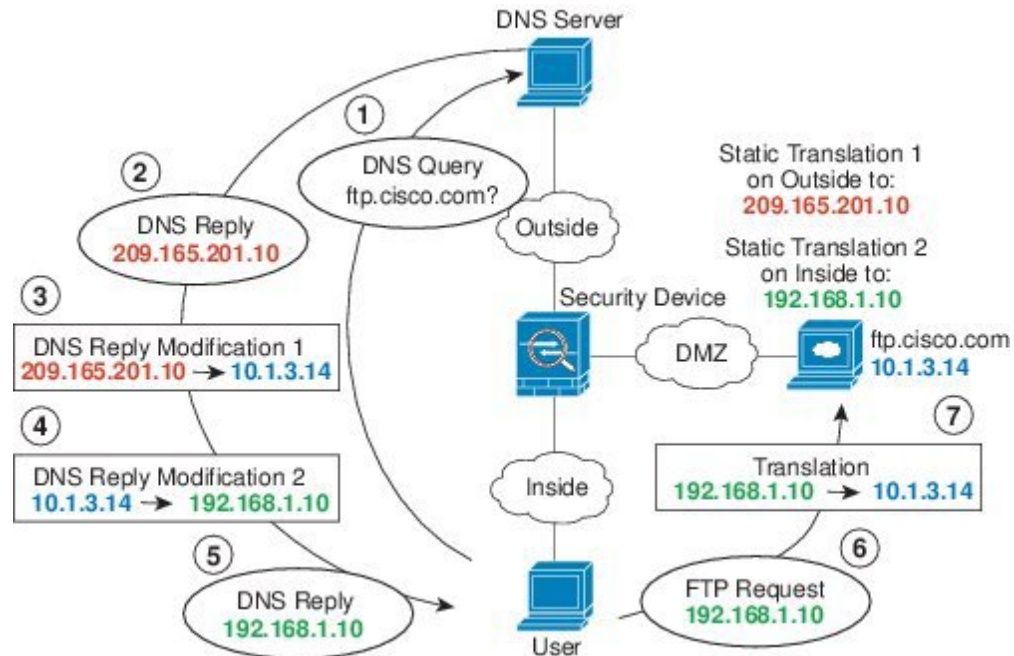 DNS Server
1
DNS Query
ftp.cisco.com?
2
DNS Reply
209.165.201.10
Static Translation 1
on Outside to:
209.165.201.10
Outside
Static Translation 2
on Inside to:
192.168.1.10
3
DNS Reply Modification 1
209.165.201.10 → 10.1.3.14
Security Device
DMZ
ftp.cisco.com
10.1.3.14
4
DNS Reply Modification 2
10.1.3.14 → 192.168.1.10
Inside
7
Translation
192.168.1.10 → 10.1.3.14
5
DNS Reply
192.168.1.10
User
6
FTP Request
192.168.1.10